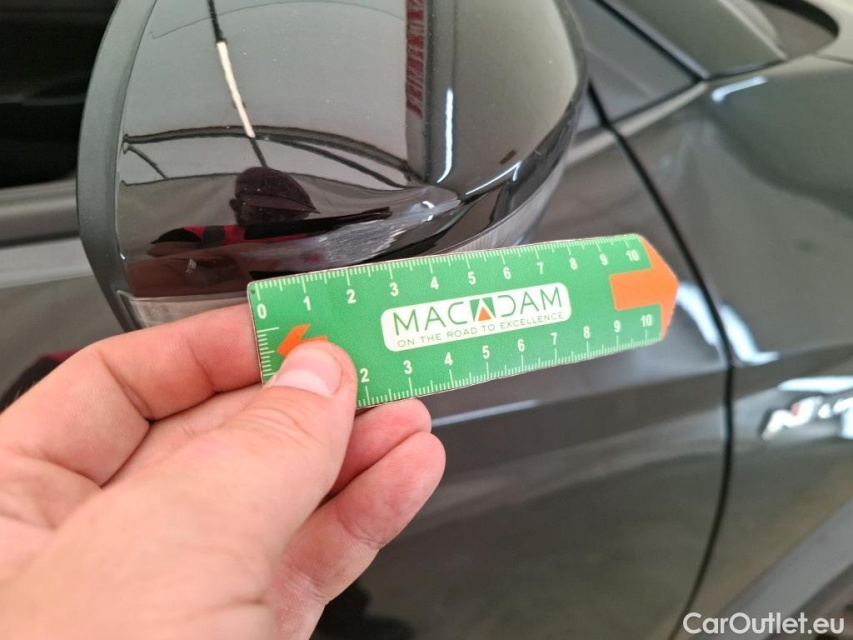 0 1 2 3 4 5 6 7 8 9 10
MACADAM
ON THE ROAD TO EXCELLENCE
2 3 4 5 6 7 8 9 10
CarOutlet.eu